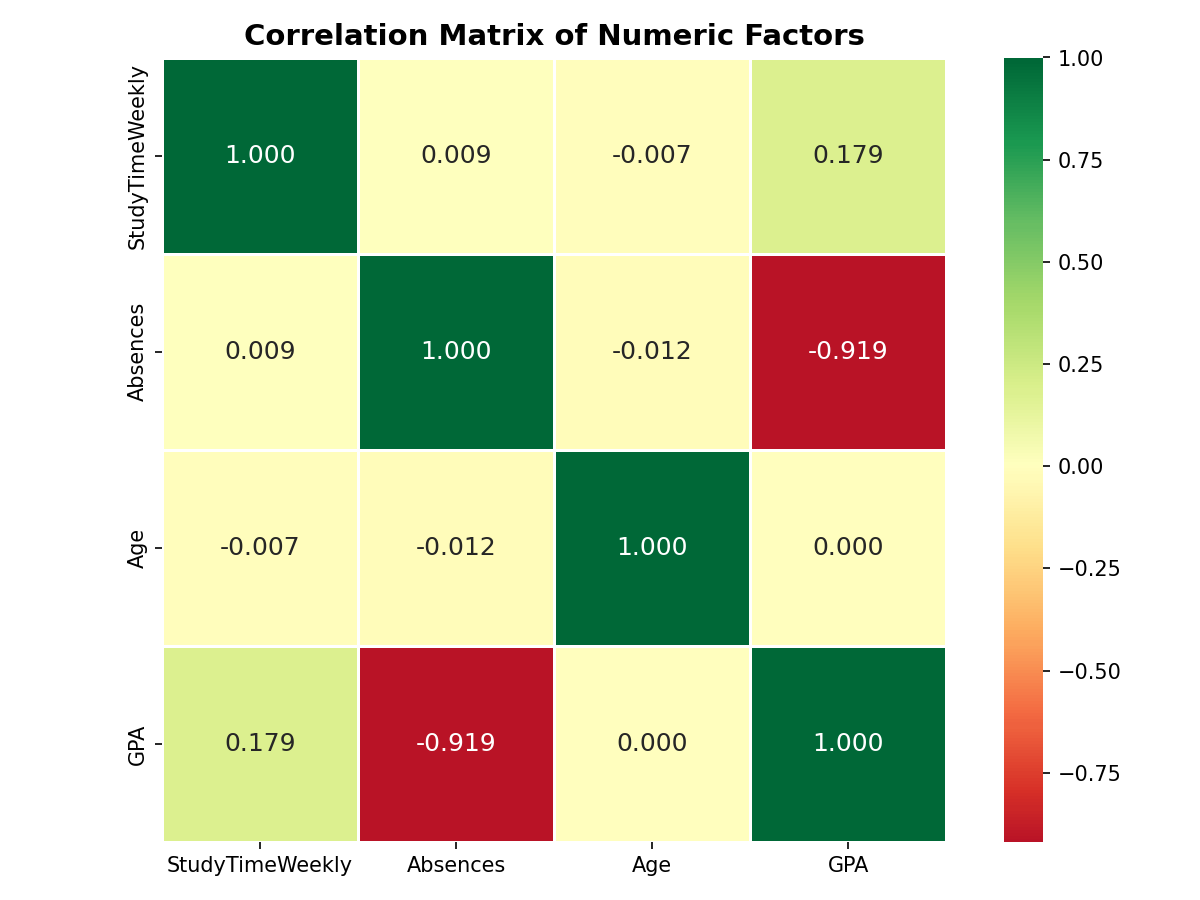 Correlation Matrix of Numeric Factors
StudyTimeWeekly
1.000
0.009
-0.007
0.179
Absences
0.009
1.000
-0.012
-0.919
Age
-0.007
-0.012
1.000
0.000
GPA
0.179
-0.919
0.000
1.000
StudyTimeWeekly
Absences
Age
GPA
1.00
0.75
0.50
0.25
0.00
−0.25
−0.50
−0.75